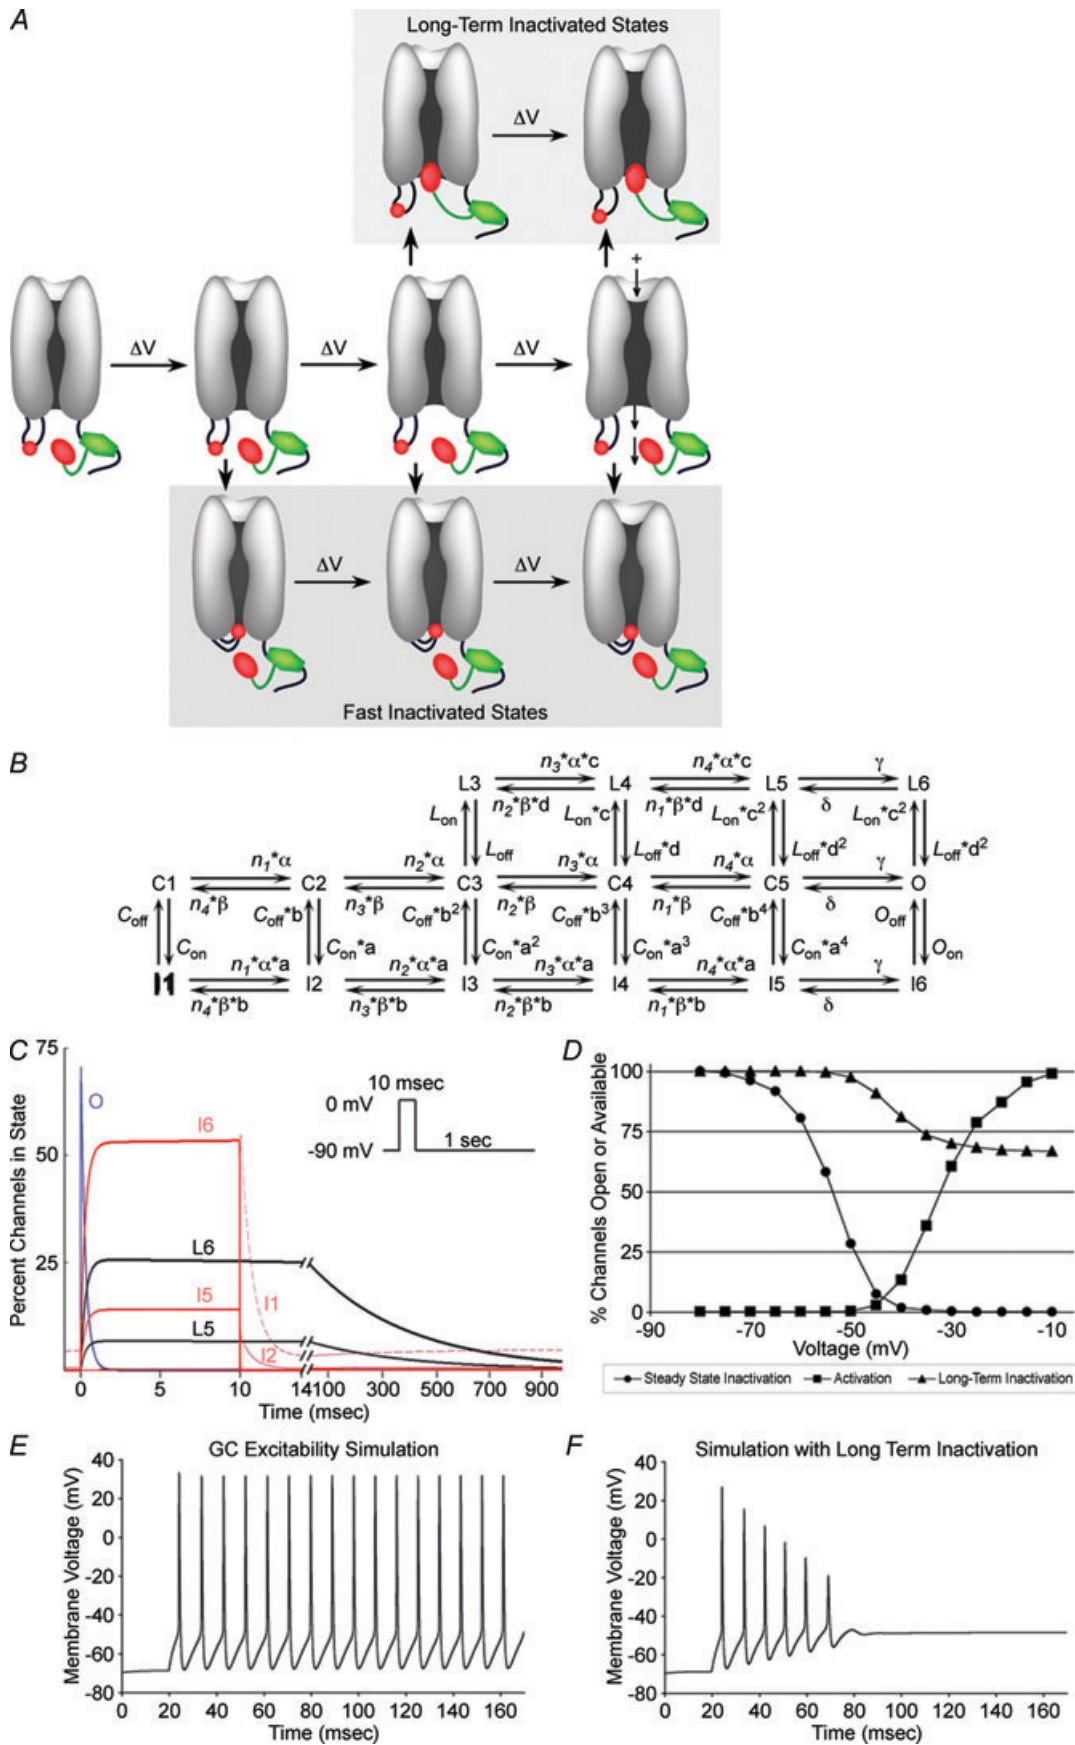 A
Long-Term Inactivated States
ΔV
+
ΔV
ΔV
ΔV
ΔV
ΔV
Fast Inactivated States
B
n3*α*c
n4*α*c
γ
L3
L4
L5
L6
n2*β*d
n1*β*d
δ
Lon
Lon*c
Lon*c2
Lon*c2
Loff
Loff*d
Loff*d2
Loff*d2
n1*α
n2*α
n3*α
n4*α
γ
C1
C2
C3
C4
C5
O
n4*β
n3*β
n2*β
n1*β
δ
Coff
Coff*b
Coff*b2
Coff*b3
Coff*b4
Ooff
Con
Con*a
Con*a2
Con*a3
Con*a4
Oon
n1*α*a
n2*α*a
n3*α*a
n4*α*a
γ
I1
I2
I3
I4
I5
I6
n4*β*b
n3*β*b
n2*β*b
n1*β*b
δ
C
75
50
25
Percent Channels in State
O
I6
L6
I5
L5
I1
I2
10 msec
0 mV
-90 mV
1 sec
0 5 10 14 100 300 500 700 900
Time (msec)
D
100
75
50
25
0
% Channels Open or Available
-90 -70 -50 -30 -10
Voltage (mV)
Steady State Inactivation Activation Long-Term Inactivation
E
GC Excitability Simulation
40
20
0
-20
-40
-60
-80
Membrane Voltage (mV)
0 20 40 60 80 100 120 140 160
Time (msec)
F
Simulation with Long Term Inactivation
40
20
0
-20
-40
-60
-80
Membrane Voltage (mV)
0 20 40 60 80 100 120 140 160
Time (msec)